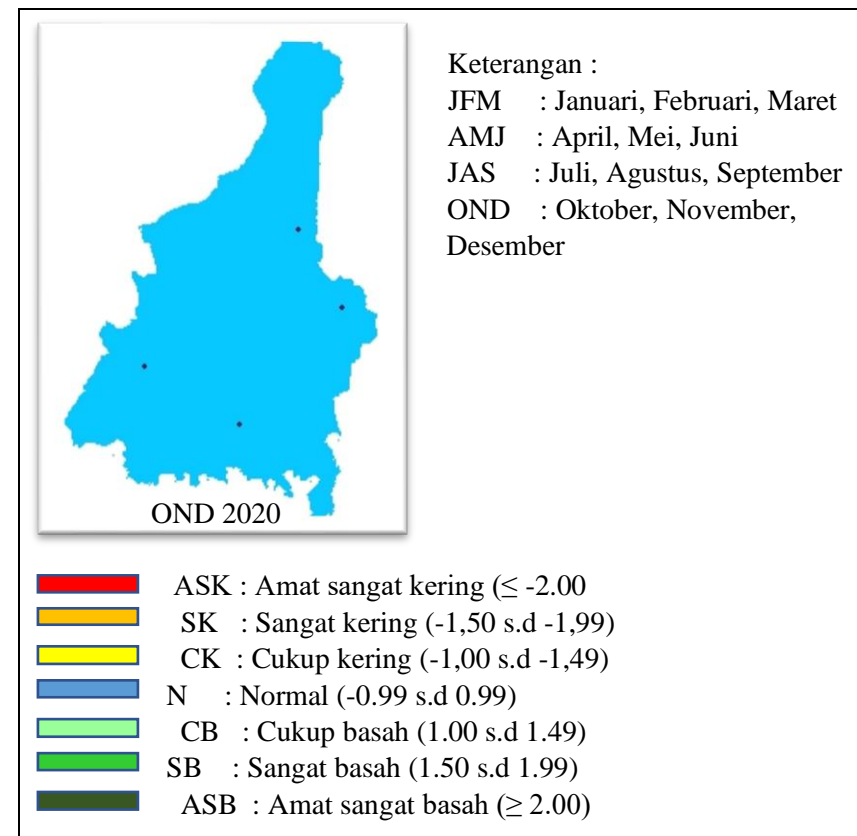 Keterangan :
JFM : Januari, Februari, Maret
AMJ : April, Mei, Juni
JAS : Juli, Agustus, September
OND : Oktober, November,
Desember
OND 2020
ASK : Amat sangat kering (≤ -2.00
SK : Sangat kering (-1,50 s.d -1,99)
CK : Cukup kering (-1,00 s.d -1,49)
N : Normal (-0.99 s.d 0.99)
CB : Cukup basah (1.00 s.d 1.49)
SB : Sangat basah (1.50 s.d 1.99)
ASB : Amat sangat basah (≥ 2.00)